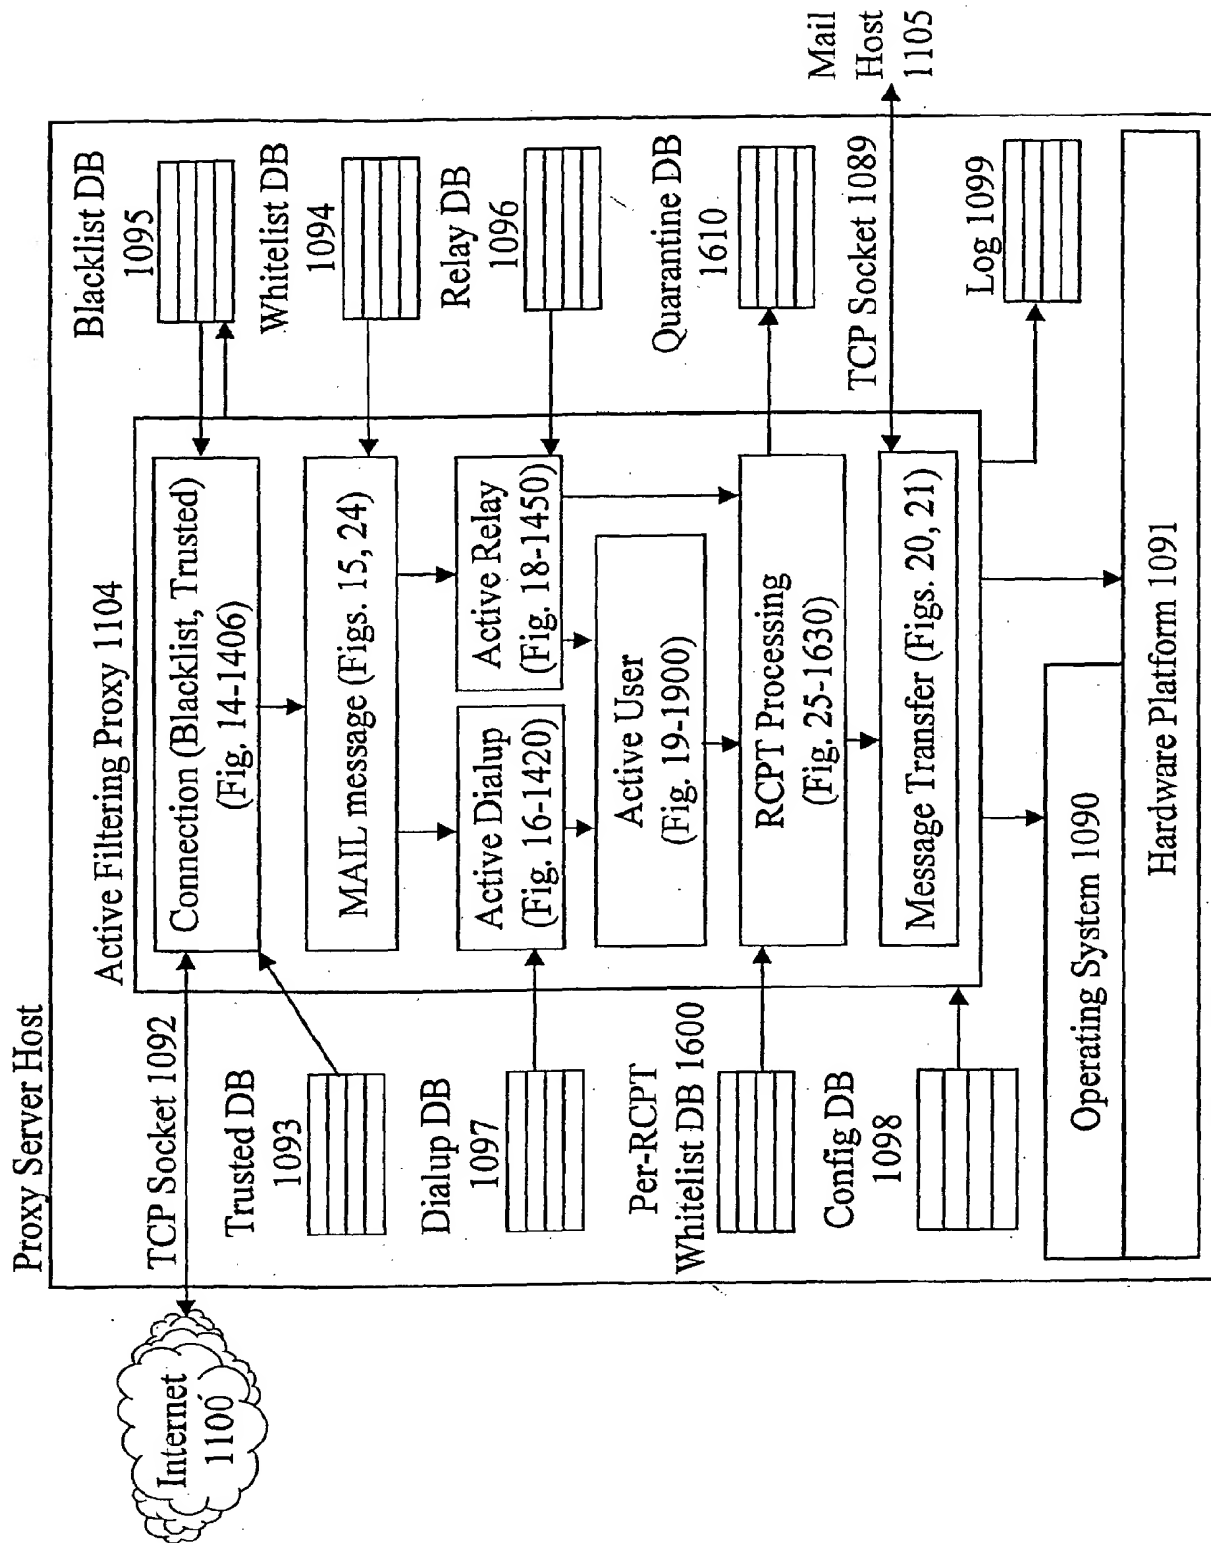 Proxy Server Host
Internet
1100
TCP Socket 1092
Active Filtering Proxy 1104
Connection (Blacklist, Trusted)
(Fig. 14-1406)
Blacklist DB
1095
Trusted DB
1093
MAIL message (Figs. 15, 24)
Whitelist DB
1094
Dialup DB
1097
Active Dialup
(Fig. 16-1420)
Active Relay
(Fig. 18-1450)
Relay DB
1096
Active User
(Fig. 19-1900)
Per-RCPT
Whitelist DB 1600
RCPT Processing
(Fig. 25-1630)
Quarantine DB
1610
Config DB
1098
Message Transfer (Figs. 20, 21)
TCP Socket 1089
Mail
Host
1105
Log 1099
Operating System 1090
Hardware Platform 1091